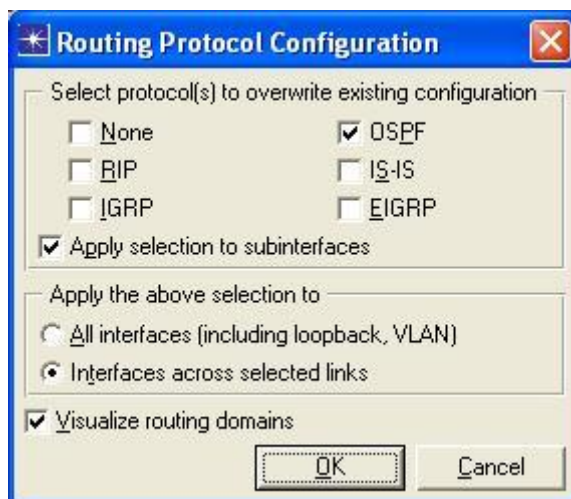 Routing Protocol Configuration
Select protocol(s) to overwrite existing configuration
None
OSPF
RIP
IS-IS
IGRP
EIGRP
Apply selection to subinterfaces
Apply the above selection to
All interfaces (including loopback, VLAN)
Interfaces across selected links
Visualize routing domains
OK
Cancel